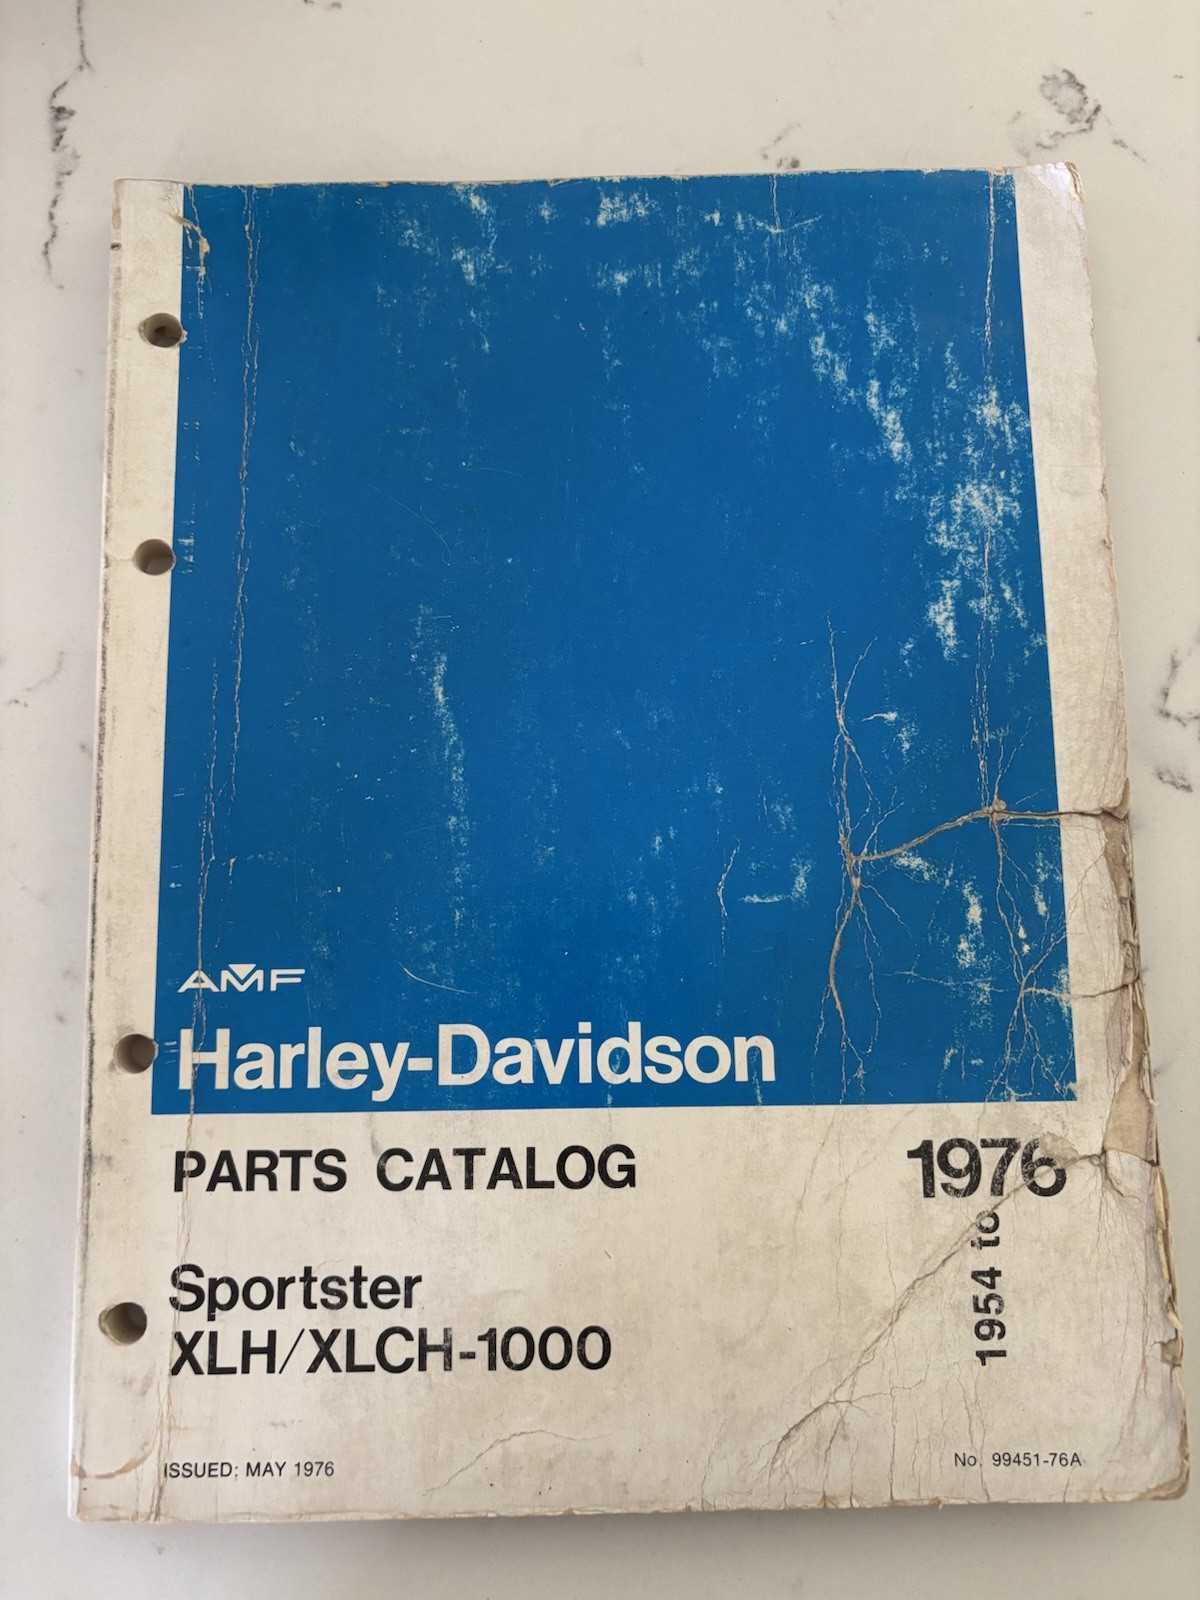 AMF
Harley-Davidson
PARTS CATALOG
1976
1954 to
Sportster
XLH/XLCH-1000
ISSUED: MAY 1976
No. 99451-76A